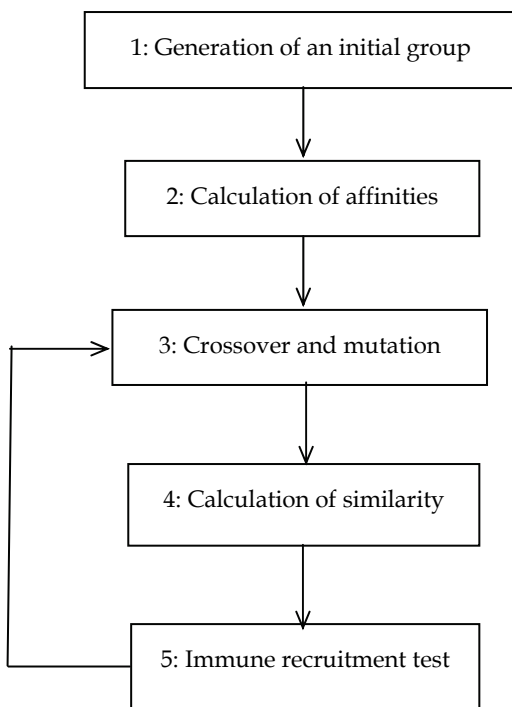 1: Generation of an initial group
2: Calculation of affinities
3: Crossover and mutation
4: Calculation of similarity
5: Immune recruitment test